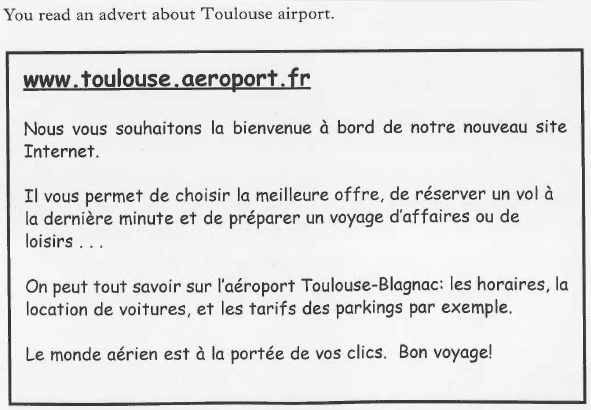 You read an advert about Toulouse airport.
www.toulouse.aeroport.fr
Nous vous souhaitons la bienvenue à bord de notre nouveau site
Internet.
Il vous permet de choisir la meilleure offre, de réserver un vol à
la dernière minute et de préparer un voyage d'affaires ou de
loisirs . . .
On peut tout savoir sur l'aéroport Toulouse-Blagnac: les horaires, la
location de voitures, et les tarifs des parkings par exemple.
Le monde aérien est à la portée de vos clics. Bon voyage!